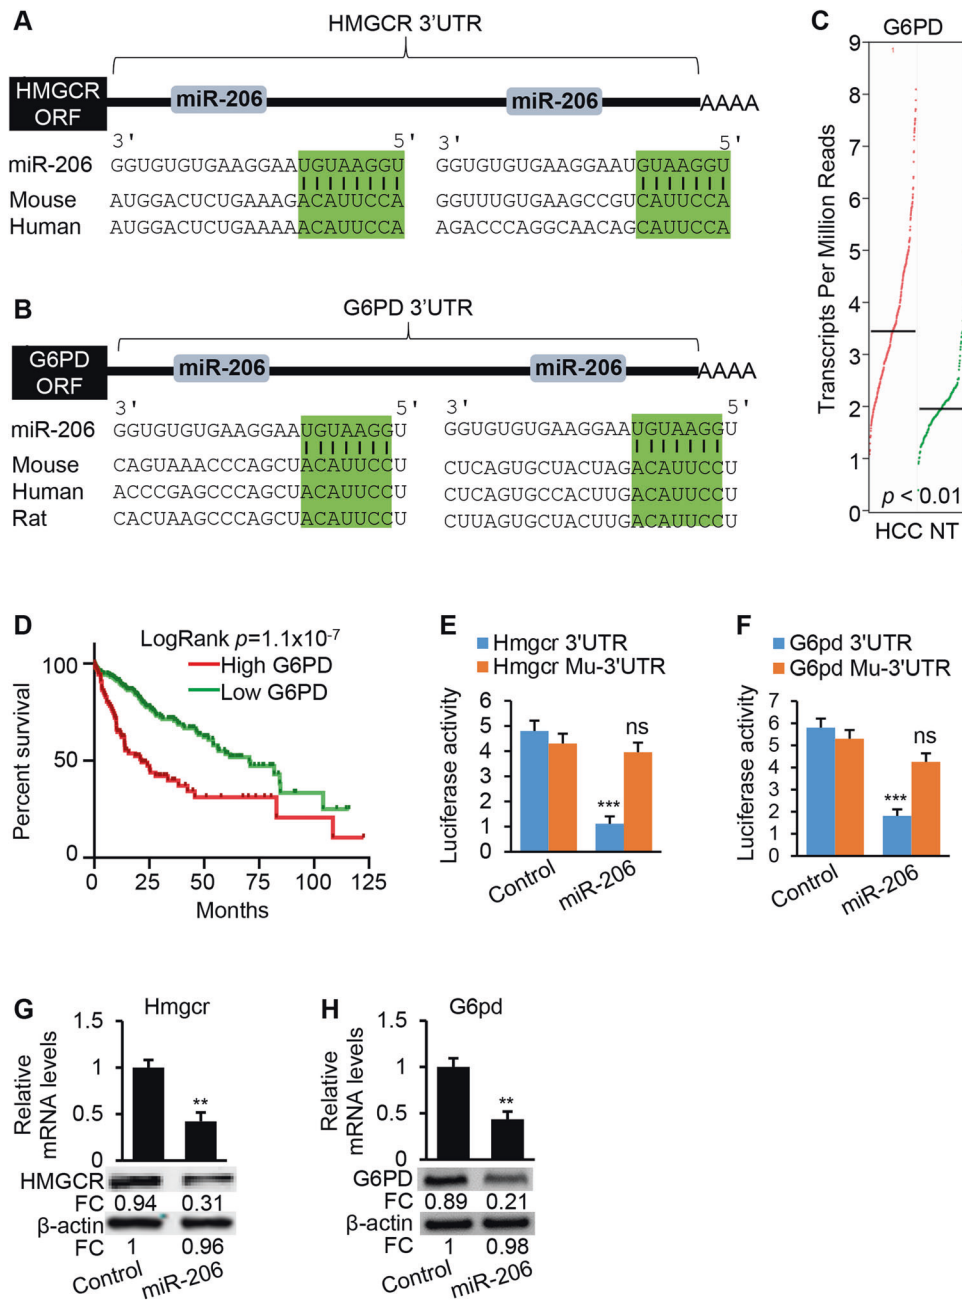 A
HMGCR 3'UTR
HMGCR
ORF
miR-206
miR-206
AAAA
3'
5'
3'
5'
miR-206
GGUGUGUGAAGGAAUGUAAGGU
GGUGUGUGAAGGAAUGUAAGGU
Mouse
AUGGACUCUGAAAGACAUUCCA
GGUUUGUGAAGCCGUCAUUCCA
Human
AUGGACUCUGAAAAACAUUCCA
AGACCCAGGCAACAGCAUUCCA
B
G6PD 3'UTR
G6PD
ORF
miR-206
miR-206
AAAA
3'
5'
3'
5'
miR-206
GGUGUGUGAAGGAAUGUAAGGU
GGUGUGUGAAGGAAUGUAAGGU
Mouse
CAGUAAACCCAGCUACAUUCCU
CUCAGUGCUACUAGACAUUCCU
Human
ACCCGAGCCCAGCUACAUUCCU
CUCAGUGCCACUUGACAUUCCU
Rat
CACUAAGCCCAGCUACAUUCCU
CUUAGUGCUACUUGACAUUCCU
C
G6PD
Transcripts Per Million Reads
9
8
7
6
5
4
3
2
1
0
p < 0.01
HCC NT
D
LogRank p=1.1x10-7
High G6PD
Low G6PD
Percent survival
100
50
0
0 25 50 75 100 125
Months
E
Hmgcr 3'UTR
Hmgcr Mu-3'UTR
Luciferase activity
6
5
4
3
2
1
0
ns
***
Control
miR-206
F
G6pd 3'UTR
G6pd Mu-3'UTR
Luciferase activity
7
6
5
4
3
2
1
0
ns
***
Control
miR-206
G
Hmgcr
Relative
mRNA levels
1.5
1
0.5
0
**
HMGCR
FC 0.94 0.31
β-actin
FC 1 0.96
Control
miR-206
H
G6pd
Relative
mRNA levels
1.5
1
0.5
0
**
G6PD
FC 0.89 0.21
β-actin
FC 1 0.98
Control
miR-206